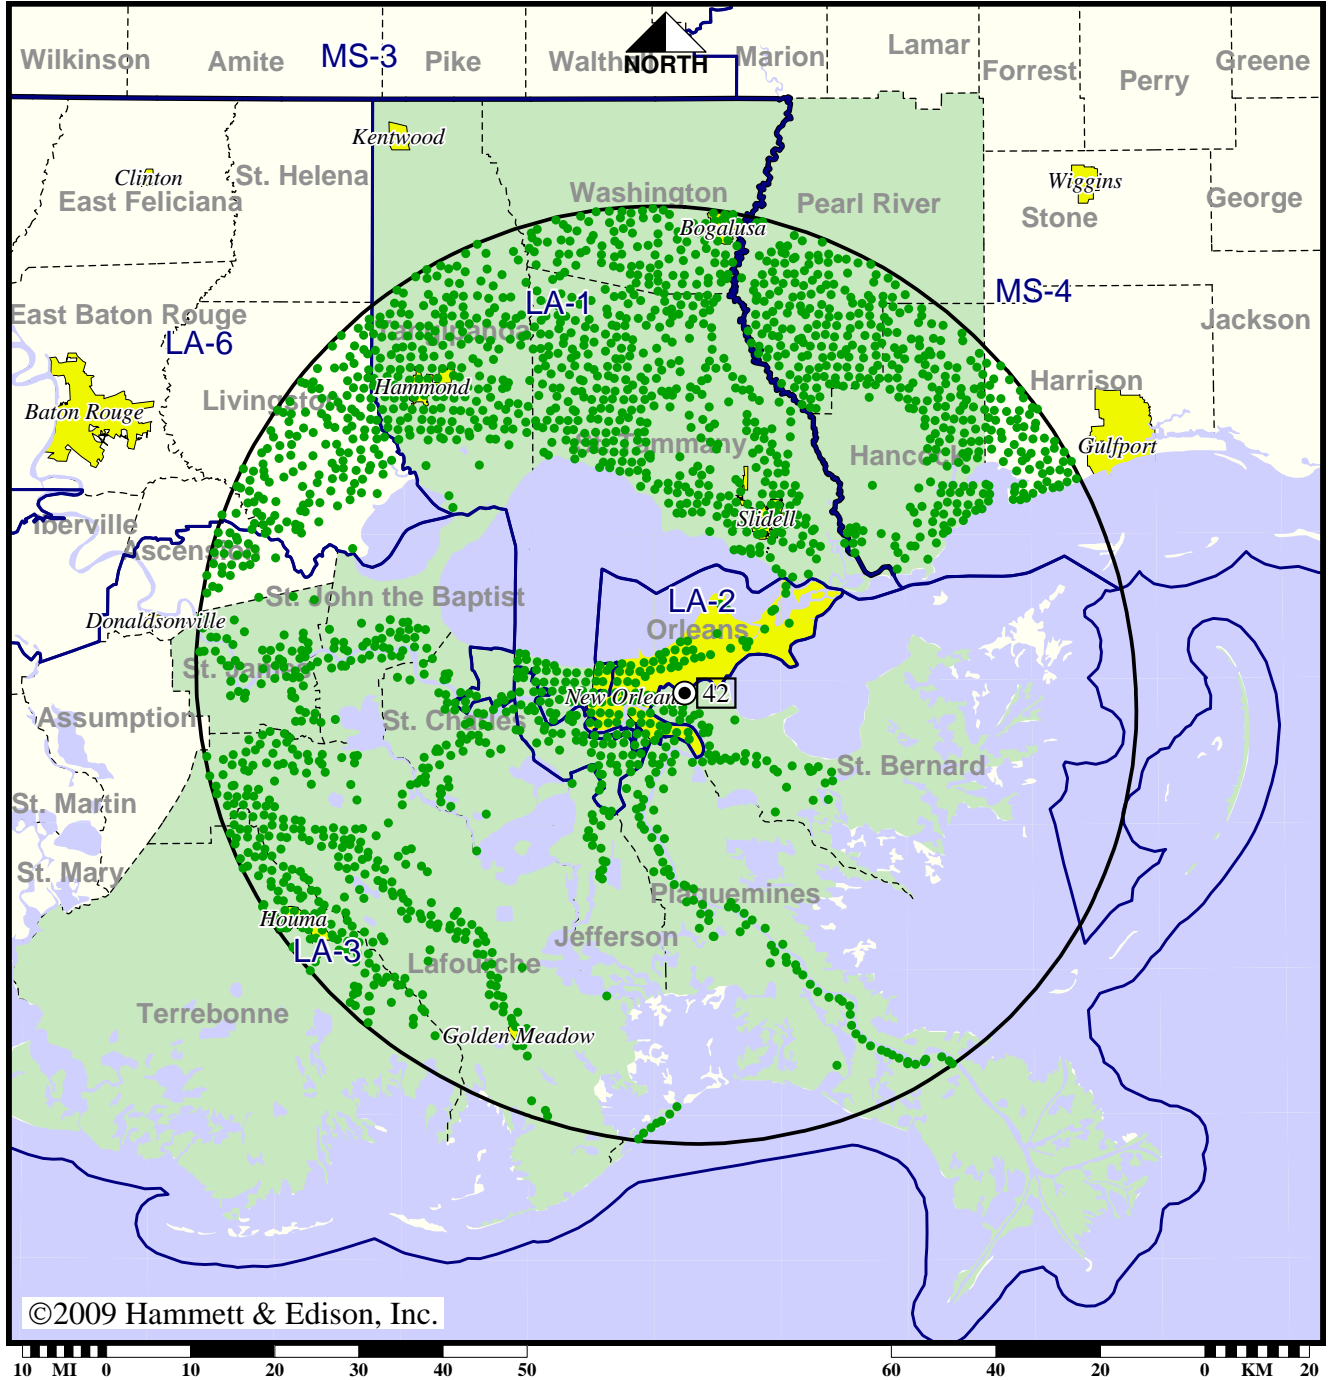 Wilkinson
Amite
MS-3
Pike
NORTH
Marion
Lamar
Forrest
Perry
Greene
Kentwood
Clinton
East Feliciana
St. Helena
Washington
Bogalusa
Pearl River
Wiggins
Stone
George
MS-4
East Baton Rouge
LA-6
LA-1
Jackson
Baton Rouge
Hammond
Harrison
Gulfport
Hancock
Slidell
Iberville
St. John the Baptist
LA-2
Orleans
Donaldsonville
Assumption
St. Charles
42
St. Bernard
St. Martin
St. Mary
Plaquemines
Houma
LA-3
Jefferson
Lafourche
Terrebonne
Golden Meadow
©2009 Hammett & Edison, Inc.
10 MI 0 10 20 30 40 50
60 40 20 0 KM 20